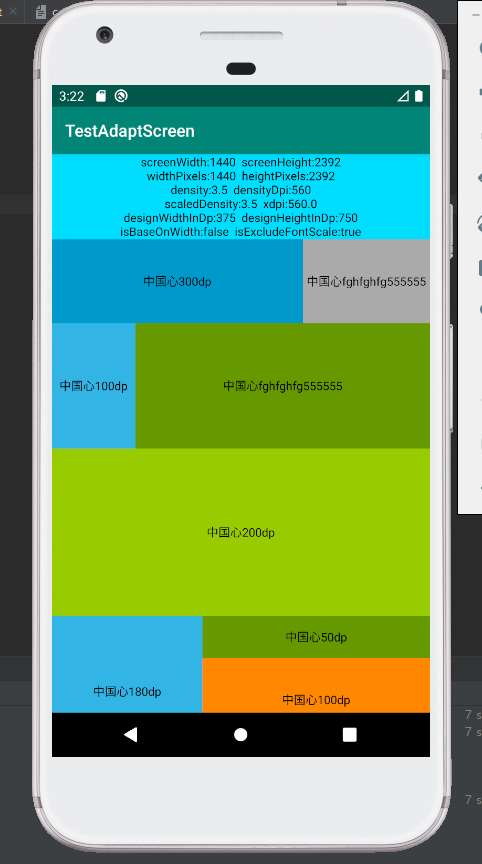 3:22
TestAdaptScreen
screenWidth:1440 screenHeight:2392
widthPixels:1440 heightPixels:2392
density:3.5 densityDpi:560
scaledDensity:3.5 xdpi:560.0
designWidthInDp:375 designHeightInDp:750
isBaseOnWidth:false isExcludeFontScale:true
中国心300dp
中国心fghfghfg555555
中国心100dp
中国心fghfghfg555555
中国心200dp
中国心50dp
中国心180dp
中国心100dp
7 s
7 s
7 s